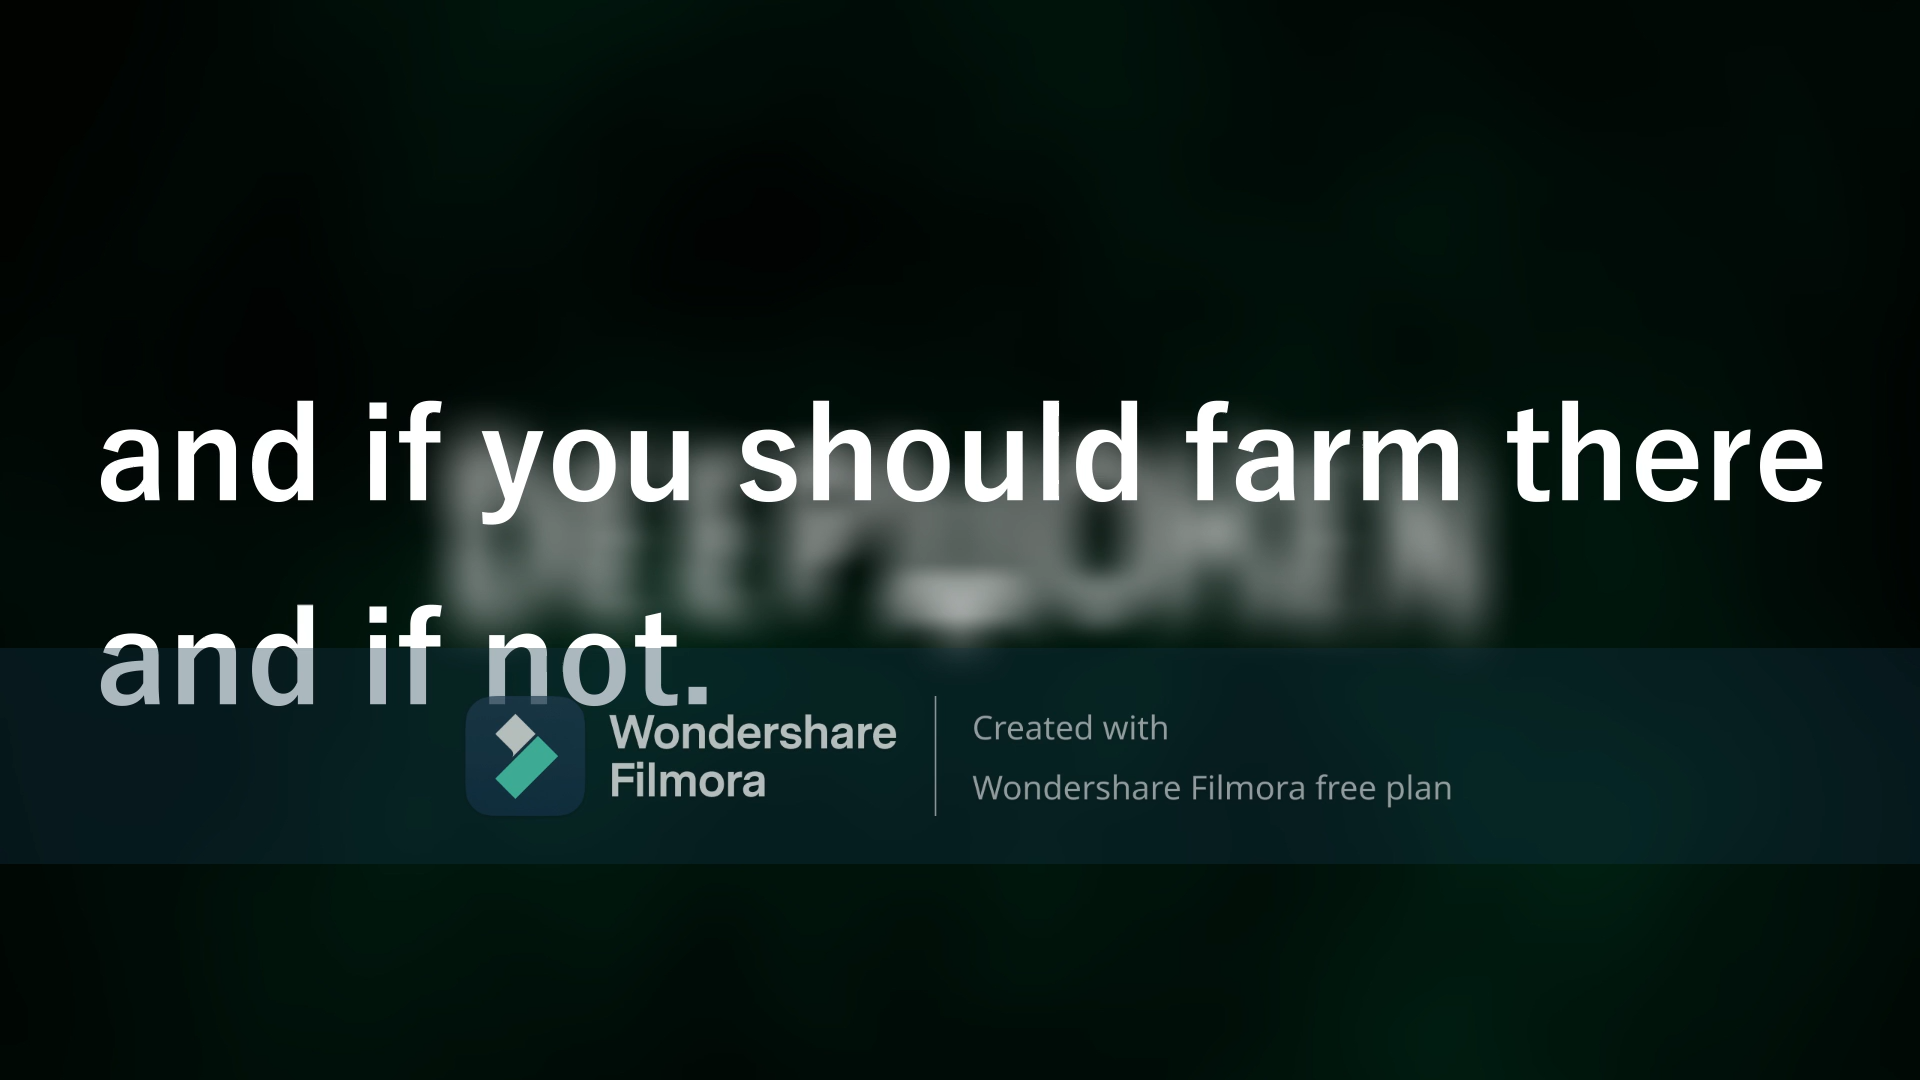 and if you should farm there
and if not.
Wondershare
Filmora
Created with
Wondershare Filmora free plan